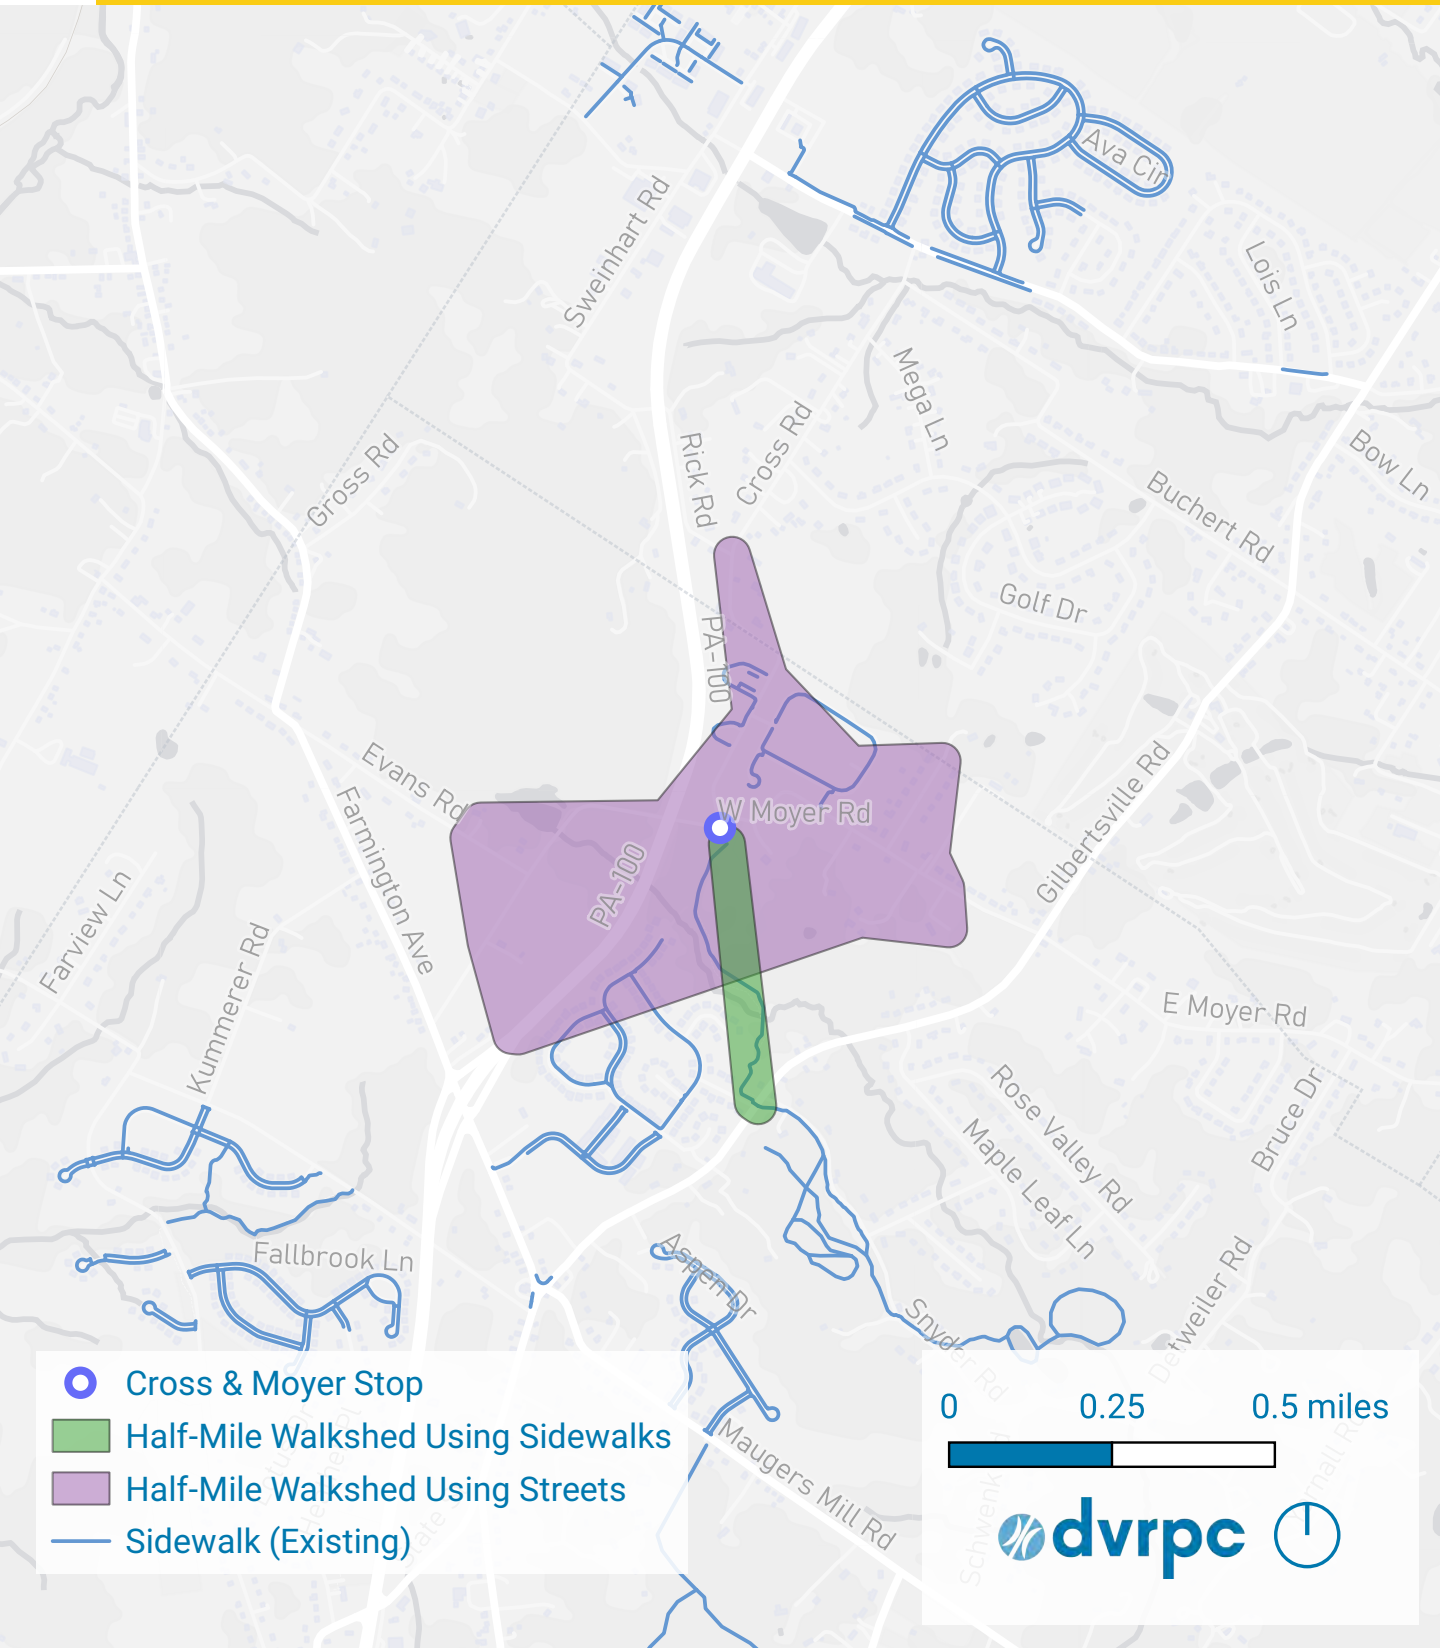 Ava Cir
Sweinhart Rd
Lois Ln
Mega Ln
Cross Rd
Rick Rd
Bow Ln
Gross Rd
Buchert Rd
Golf Dr
PA-100
Evans Rd
W Moyer Rd
Gilbertsville Rd
Farmington Ave
PA-100
Farview Ln
Kummerer Rd
E Moyer Rd
Rose Valley Rd
Bruce Dr
Maple Leaf Ln
Fallbrook Ln
Aspen Dr
Detweiler Rd
Snyder Rd
Maugers Mill Rd
Cross & Moyer Stop
Half-Mile Walkshed Using Sidewalks
Half-Mile Walkshed Using Streets
Sidewalk (Existing)
0 0.25 0.5 miles
Schwenk
dvrpc